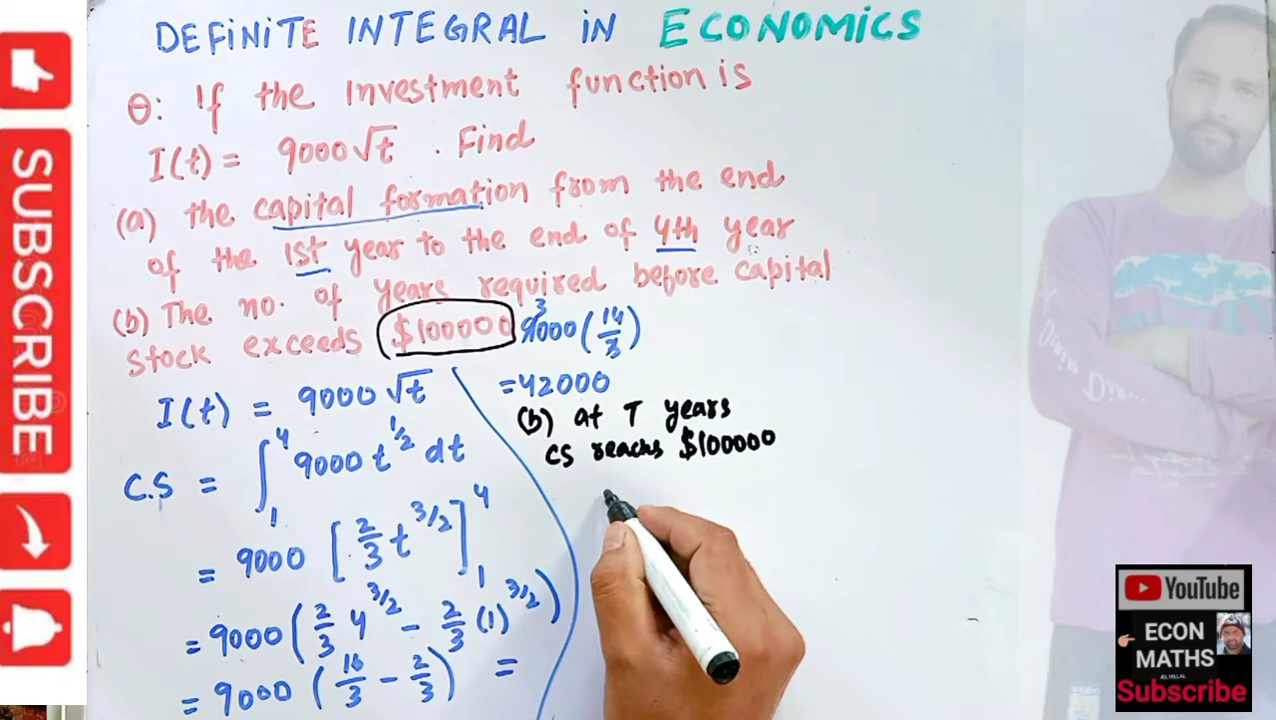 DEFiNiTE INTEGRAL iN ECONOMiCS
Q: If the Investment function is
I(t) = 9000√t . Find
(a) the capital formation from the end
of the 1st year to the end of 4th year
(b) The no. of years required before capital
stock exceeds $100000
I(t) = 9000 √t
C.S = ∫₁⁴ 9000 t^1/2 dt
= 9000 [2/3 t^3/2]₁⁴
= 9000 (2/3 4^3/2 - 2/3 (1)^3/2)
= 9000 (16/3 - 2/3) =
3
9000 (14/3)
= 42000
(b) at T years
CS reachs $100000
SUBSCRIBE
YouTube
ECON
MATHS
Subscribe